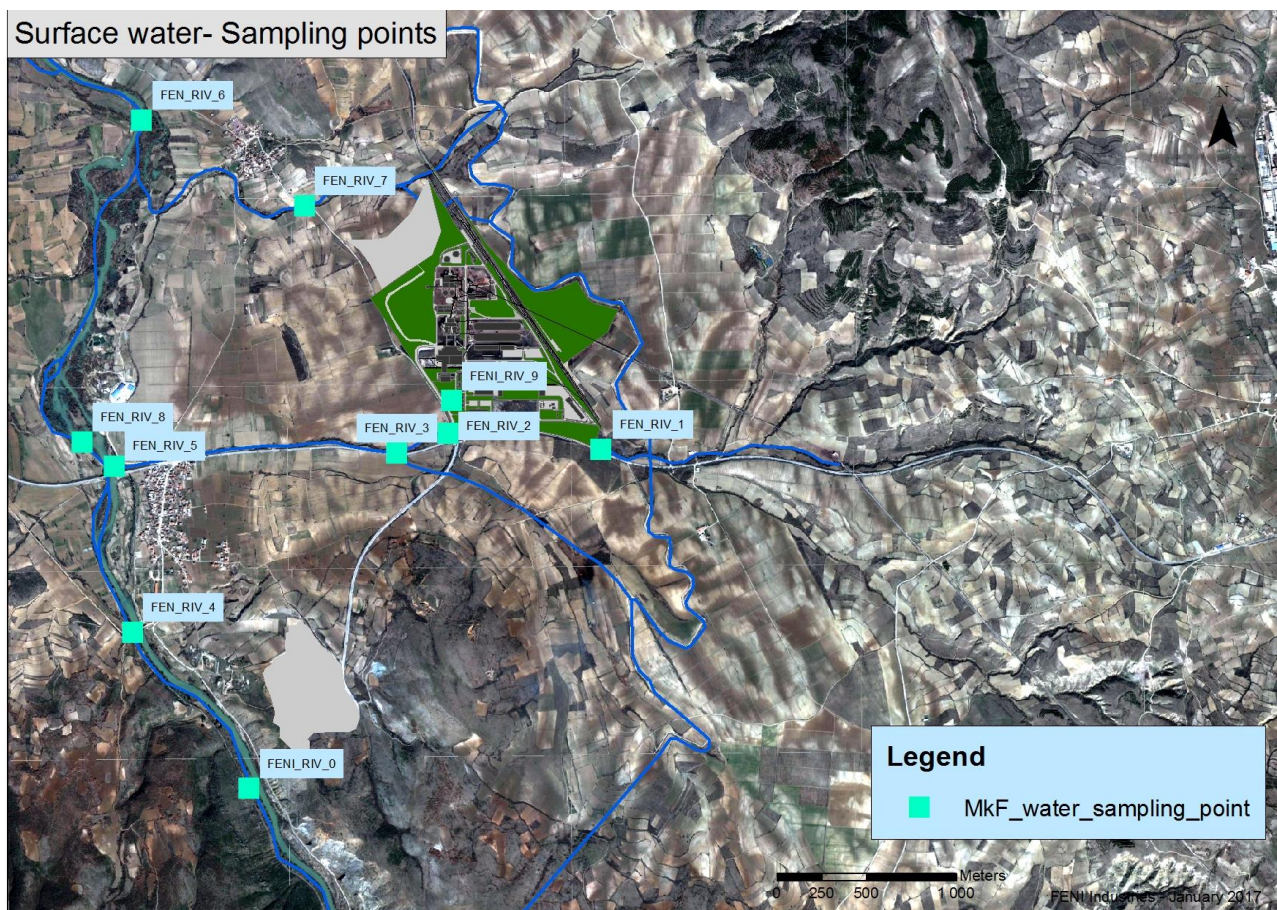 Surface water- Sampling points
FEN_RIV_6
N
FEN_RIV_7
FENI_RIV_9
FEN_RIV_8
FEN_RIV_3
FEN_RIV_2
FEN_RIV_1
FEN_RIV_5
FEN_RIV_4
FENI_RIV_0
Legend
MkF_water_sampling_point
Meters
0 250 500 1 000
FENI Industries - January 2017